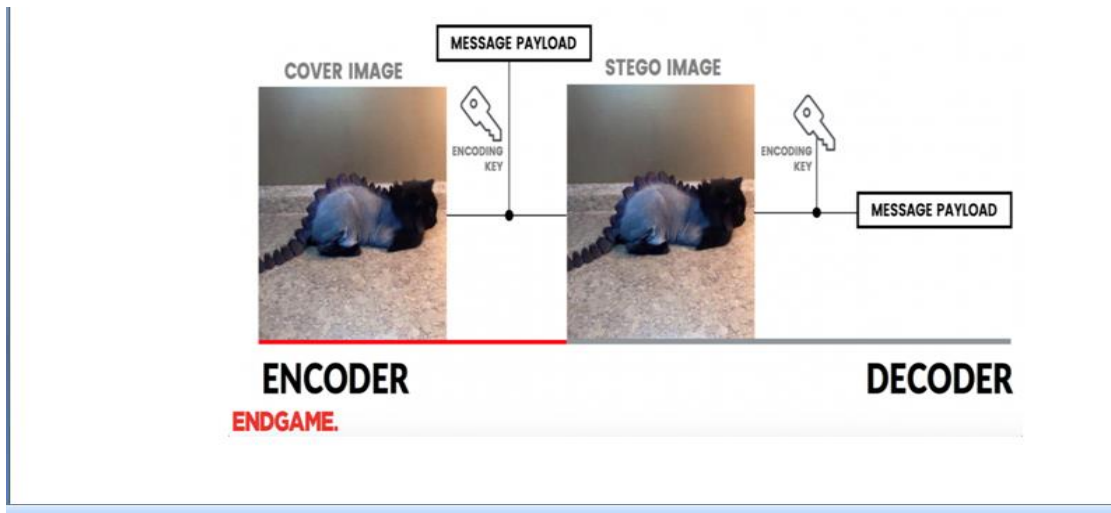 MESSAGE PAYLOAD
COVER IMAGE
STEGO IMAGE
ENCODING
KEY
ENCODING
KEY
MESSAGE PAYLOAD
ENCODER
DECODER
ENDGAME.